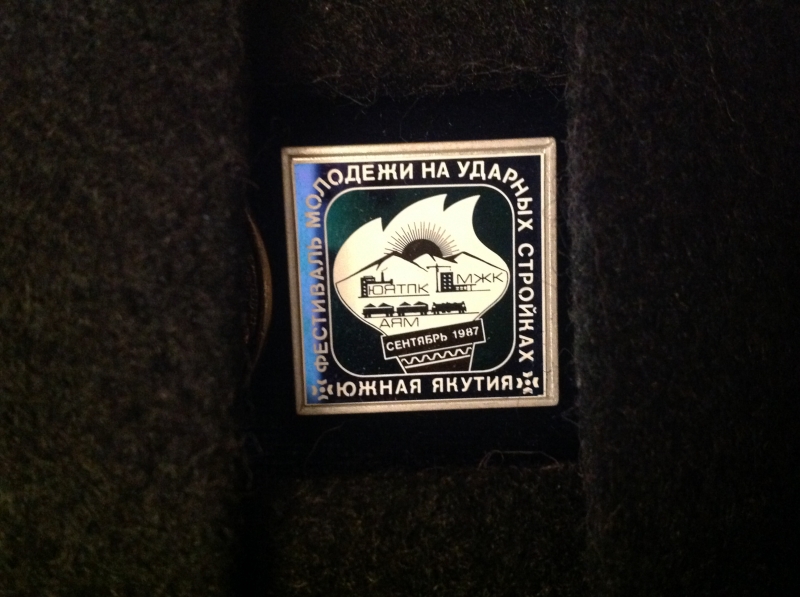 ФЕСТИВАЛЬ МОЛОДЕЖИ НА УДАРНЫХ СТРОЙКАХ
ЮЯТПК
МЖК
АЯМ
СЕНТЯБРЬ 1987
ЮЖНАЯ ЯКУТИЯ